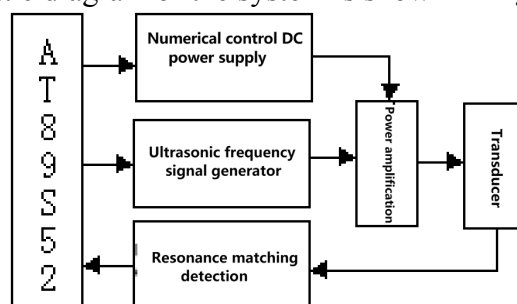 A
T
8
9
S
5
2
Numerical control DC
power supply
Ultrasonic frequency
signal generator
Power amplification
Transducer
Resonance matching
detection